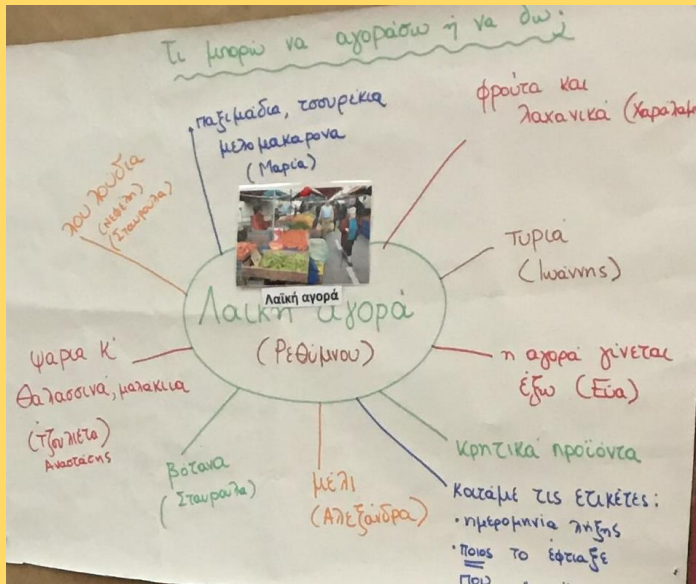 Τι μπορώ να αγοράσω ή να δω;
παξιμάδια, τσουρέκια
μελομακάρονα
(Μαρία)
φρούτα και
λαχανικά
λουλούδια
(Νεφέλη)
(Σταυρούλα)
τυριά
(Ιωάννης)
Λαϊκή αγορά
Λαϊκή αγορά
(Ρεθύμνου)
ψάρια κ'
θαλασσινά, μαλάκια
(Τζουλιέτα)
Αναστάσης
η αγορά γίνεται
έξω (Εύα)
βότανα
(Σταυρούλα)
μέλι
(Αλεξάνδρα)
κρητικά προϊόντα
κοιτάμε τις ετικέτες:
• ημερομηνία λήξης
• ποιος το έφτιαξε